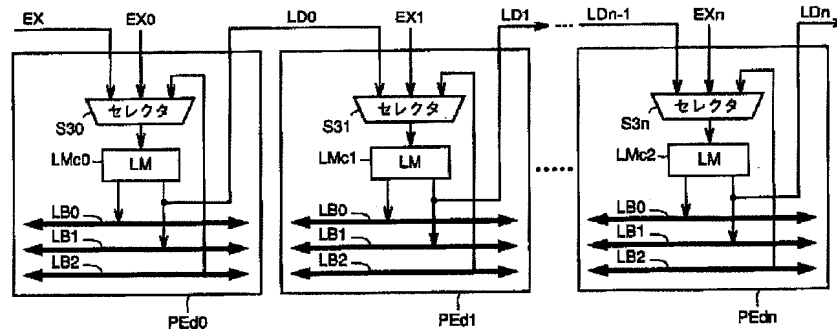 EX EX0 LD0 EX1 LD1 LDn-1 EXn LDn
セレクタ セレクタ セレクタ
S30 S31 S3n
LMc0 LM LMc1 LM LMc2 LM
LB0 LB0 LB0
LB1 LB1 LB1
LB2 LB2 LB2
PEd0 PEd1 PEdn